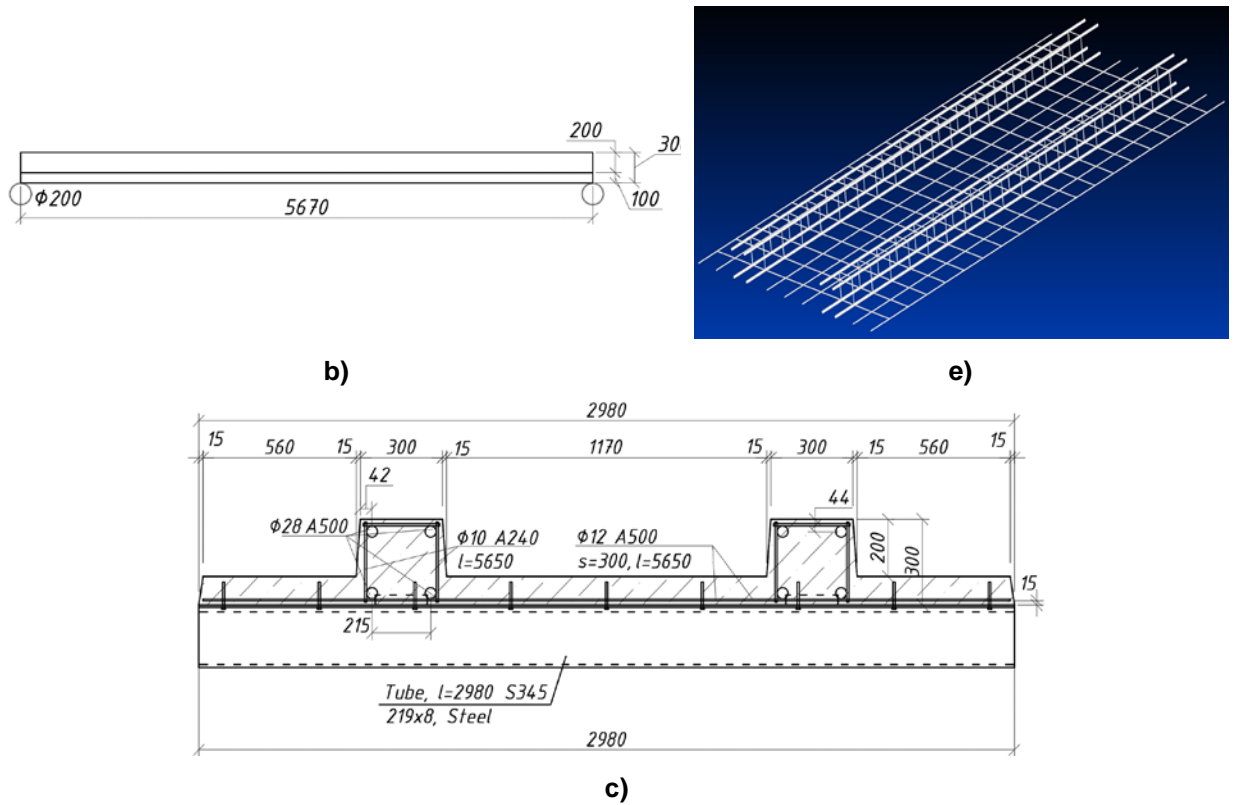 200
30
Φ200
5670
100
b)
e)
2980
15 560 15 300 15 1170 15 300 15 560 15
42
44
Φ28 A500
Φ10 A240
l=5650
Φ12 A500
s=300, l=5650
200
300
15
215
Tube, l=2980 S345
219x8, Steel
2980
c)